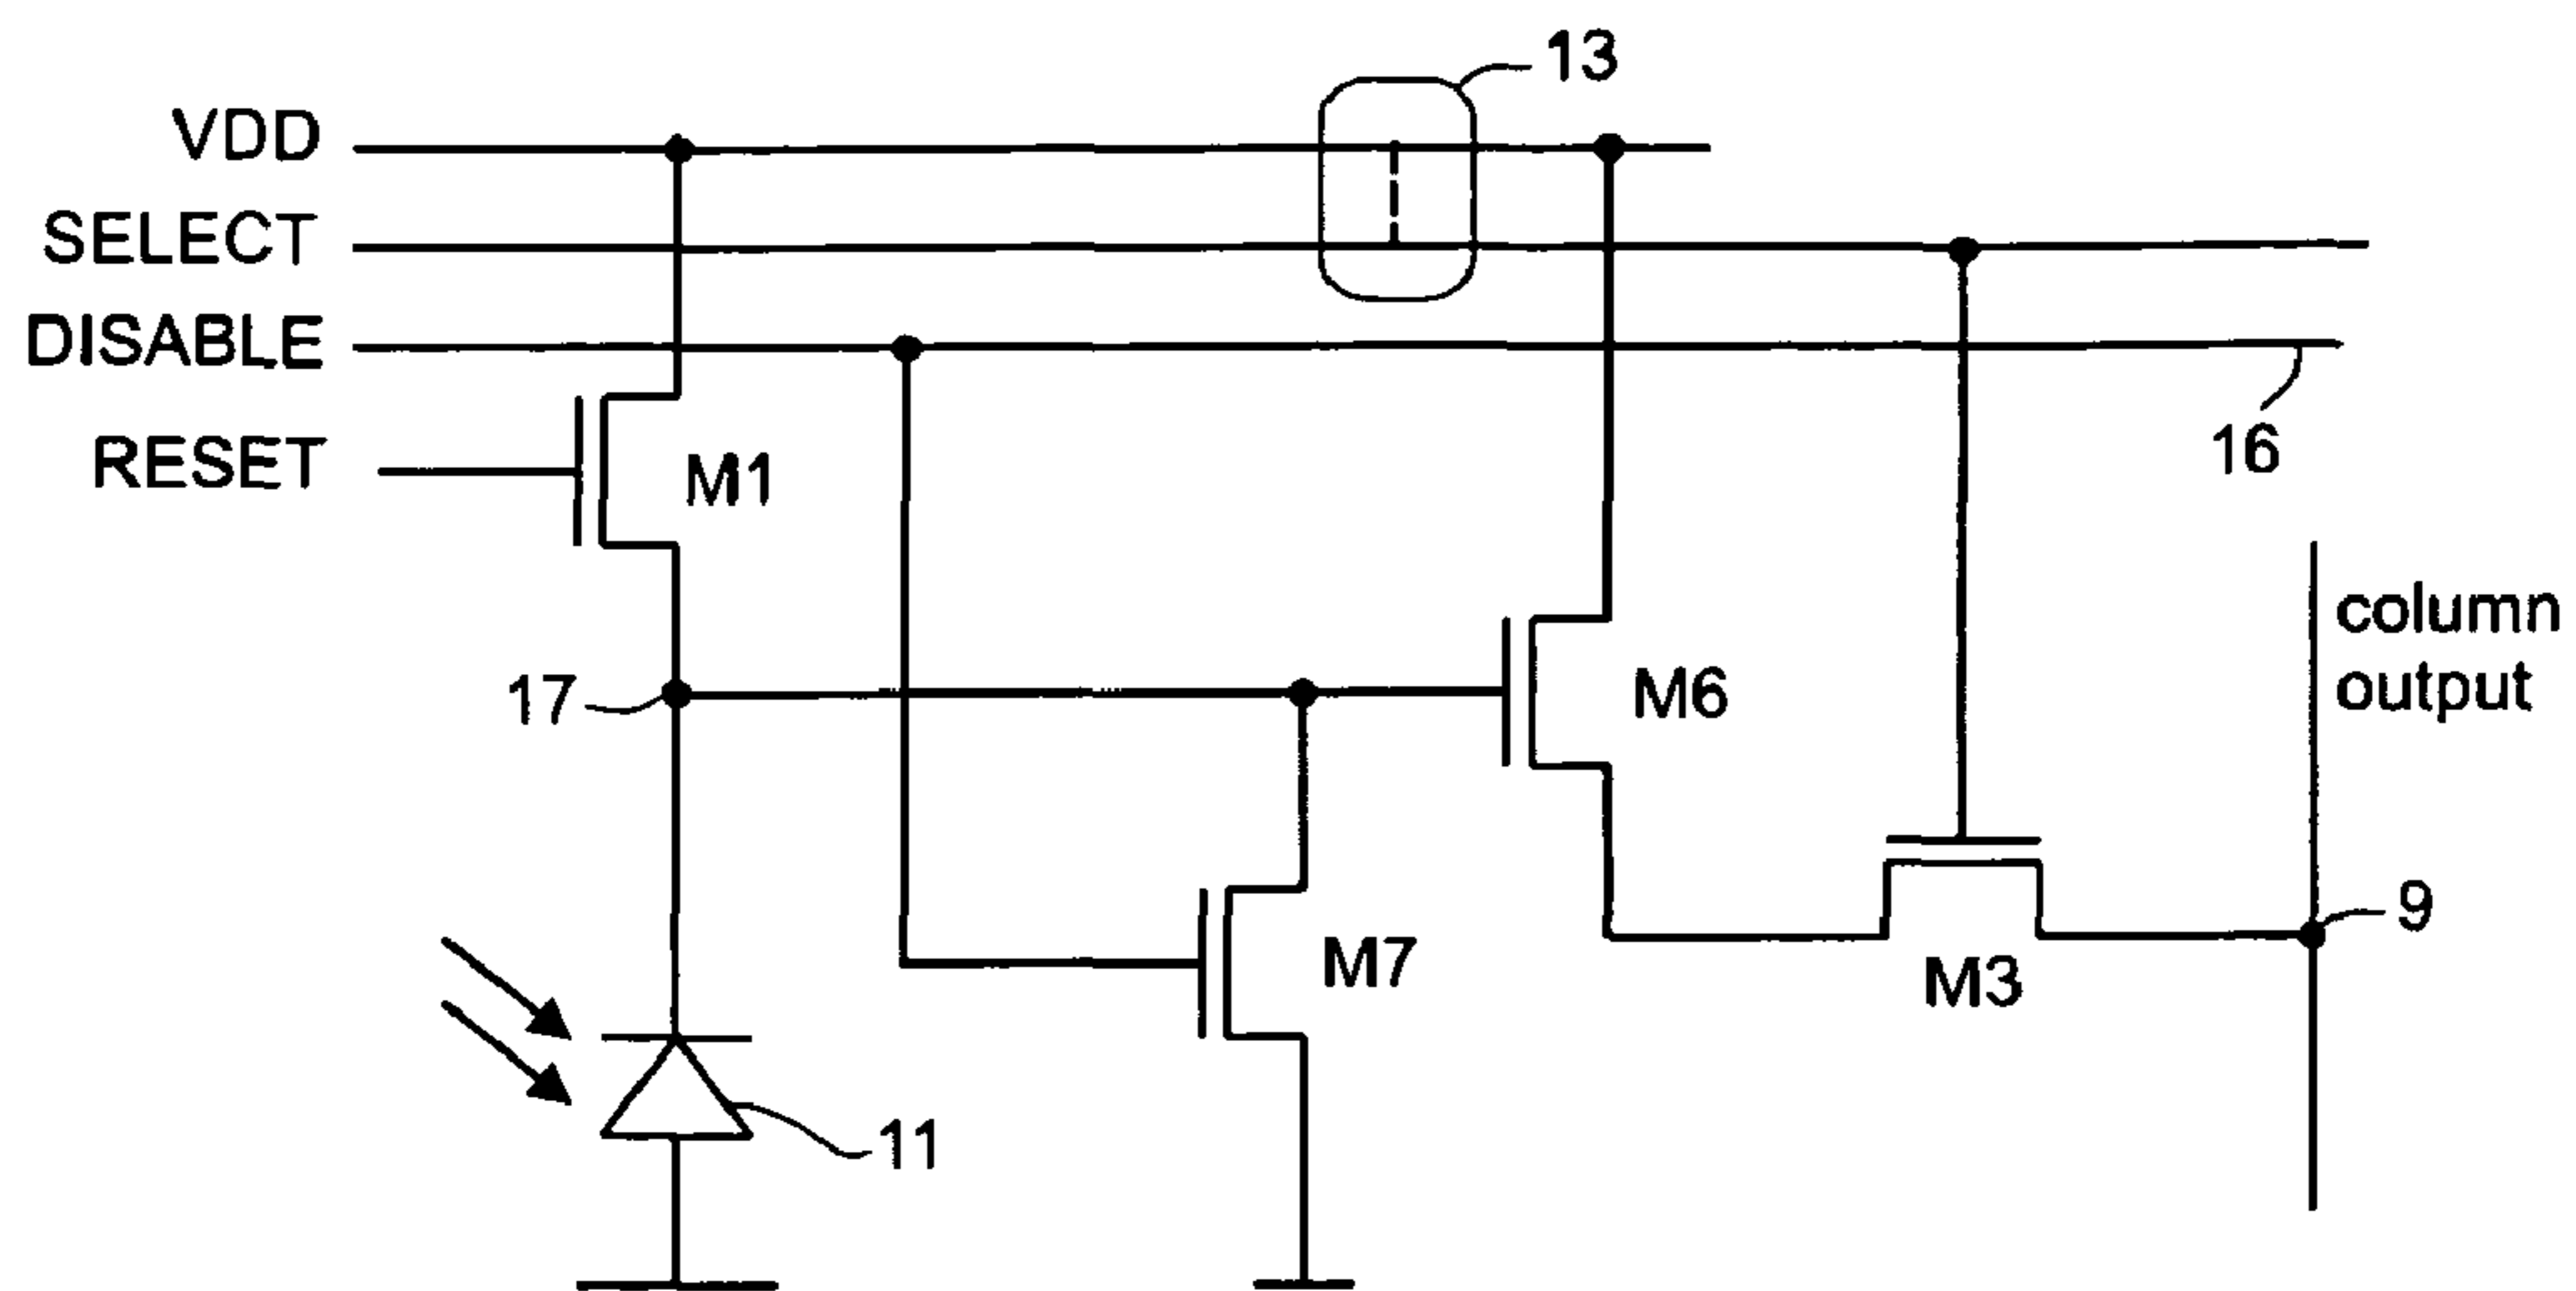 13
VDD
SELECT
DISABLE
16
RESET
M1
column
output
17
M6
9
M7
M3
11